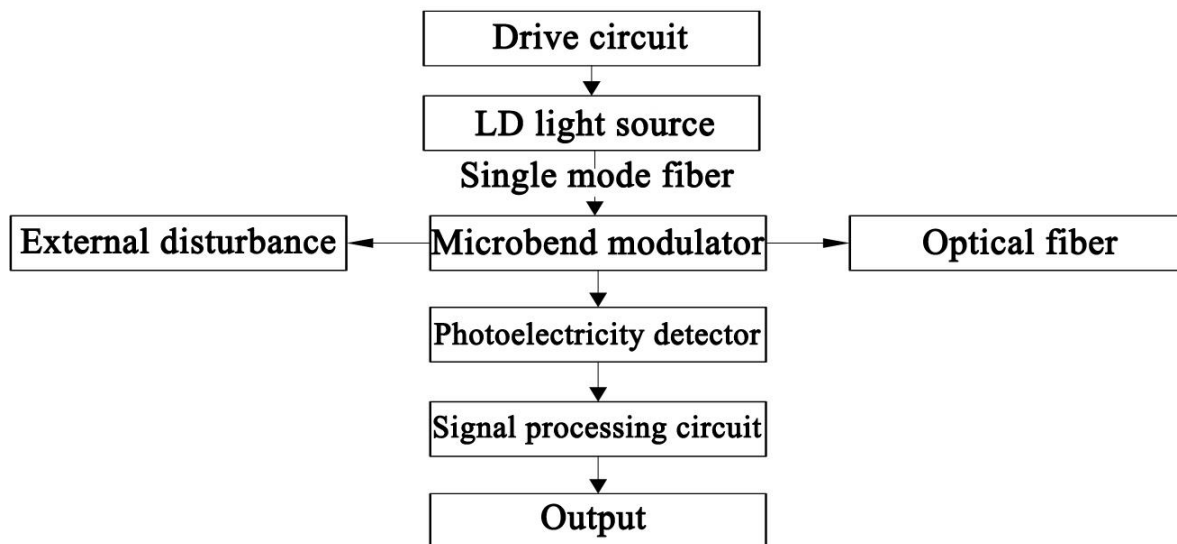 Drive circuit
LD light source
Single mode fiber
External disturbance
Microbend modulator
Optical fiber
Photoelectricity detector
Signal processing circuit
Output